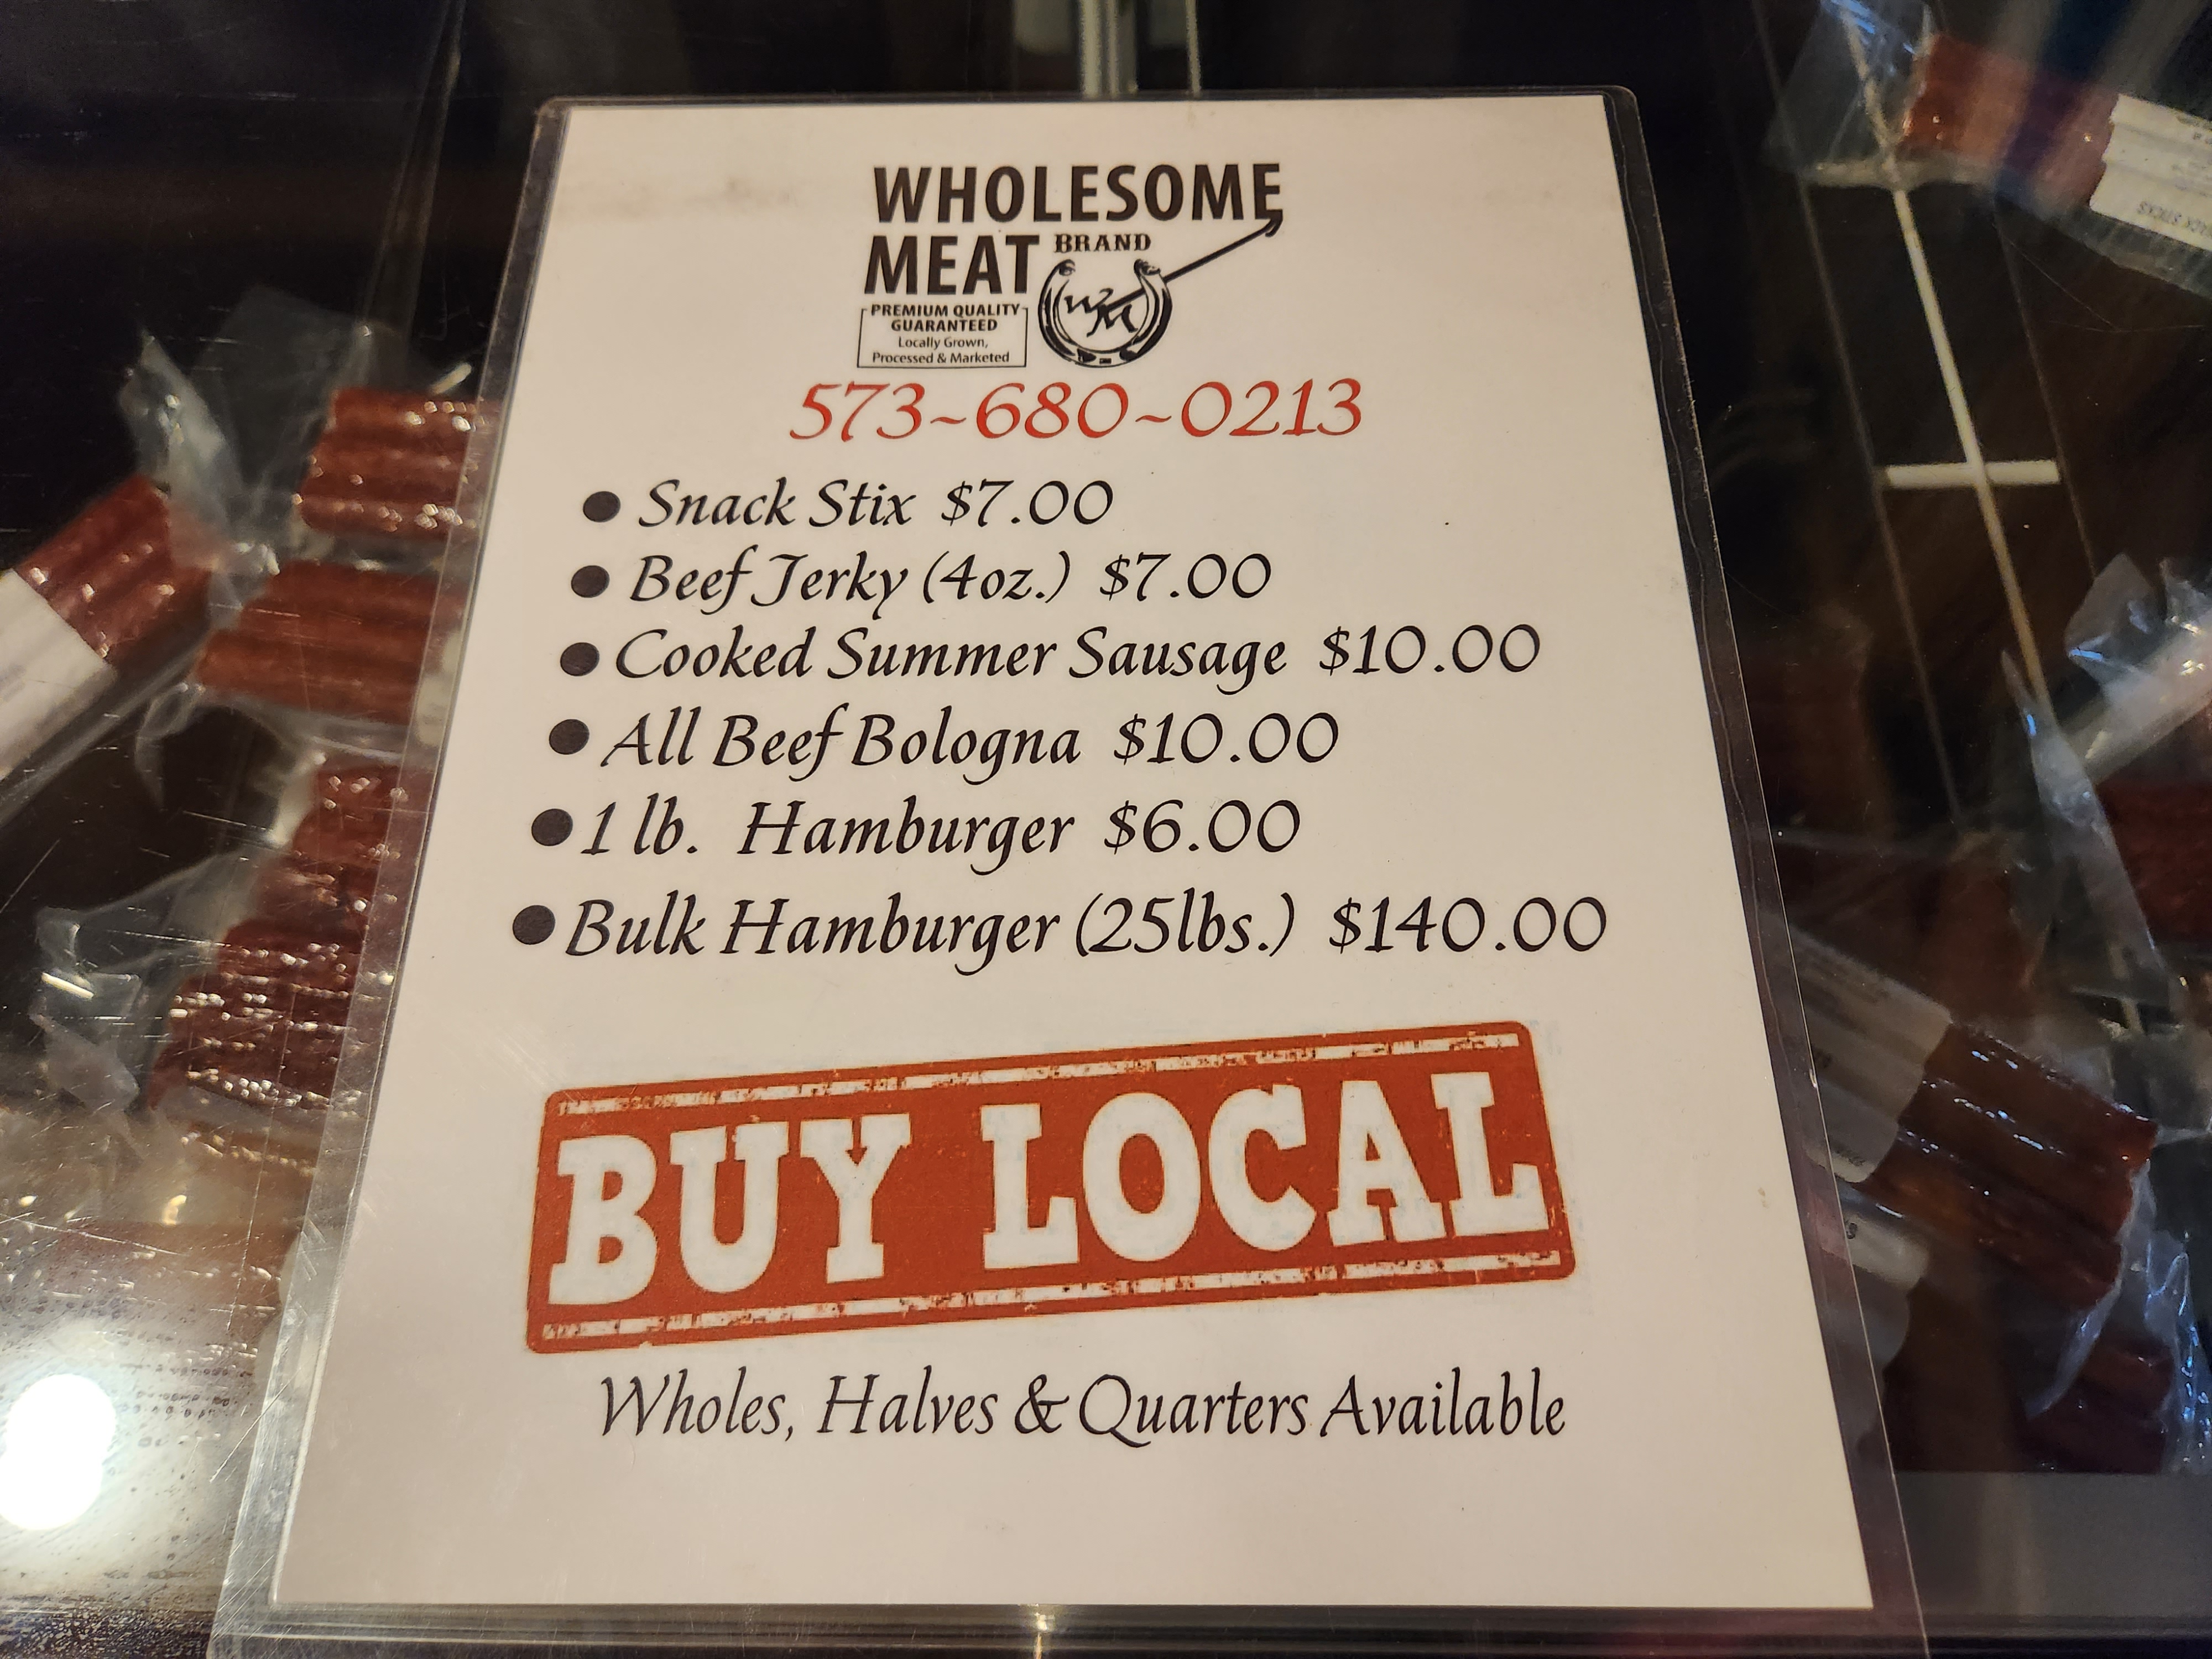 WHOLESOME
MEAT BRAND
WM
PREMIUM QUALITY
GUARANTEED
Locally Grown,
Processed & Marketed
573~680~0213
● Snack Stix $7.00
● Beef Jerky (4oz.) $7.00
● Cooked Summer Sausage $10.00
● All Beef Bologna $10.00
● 1 lb. Hamburger $6.00
● Bulk Hamburger (25lbs.) $140.00
BUY LOCAL
Wholes, Halves & Quarters Available